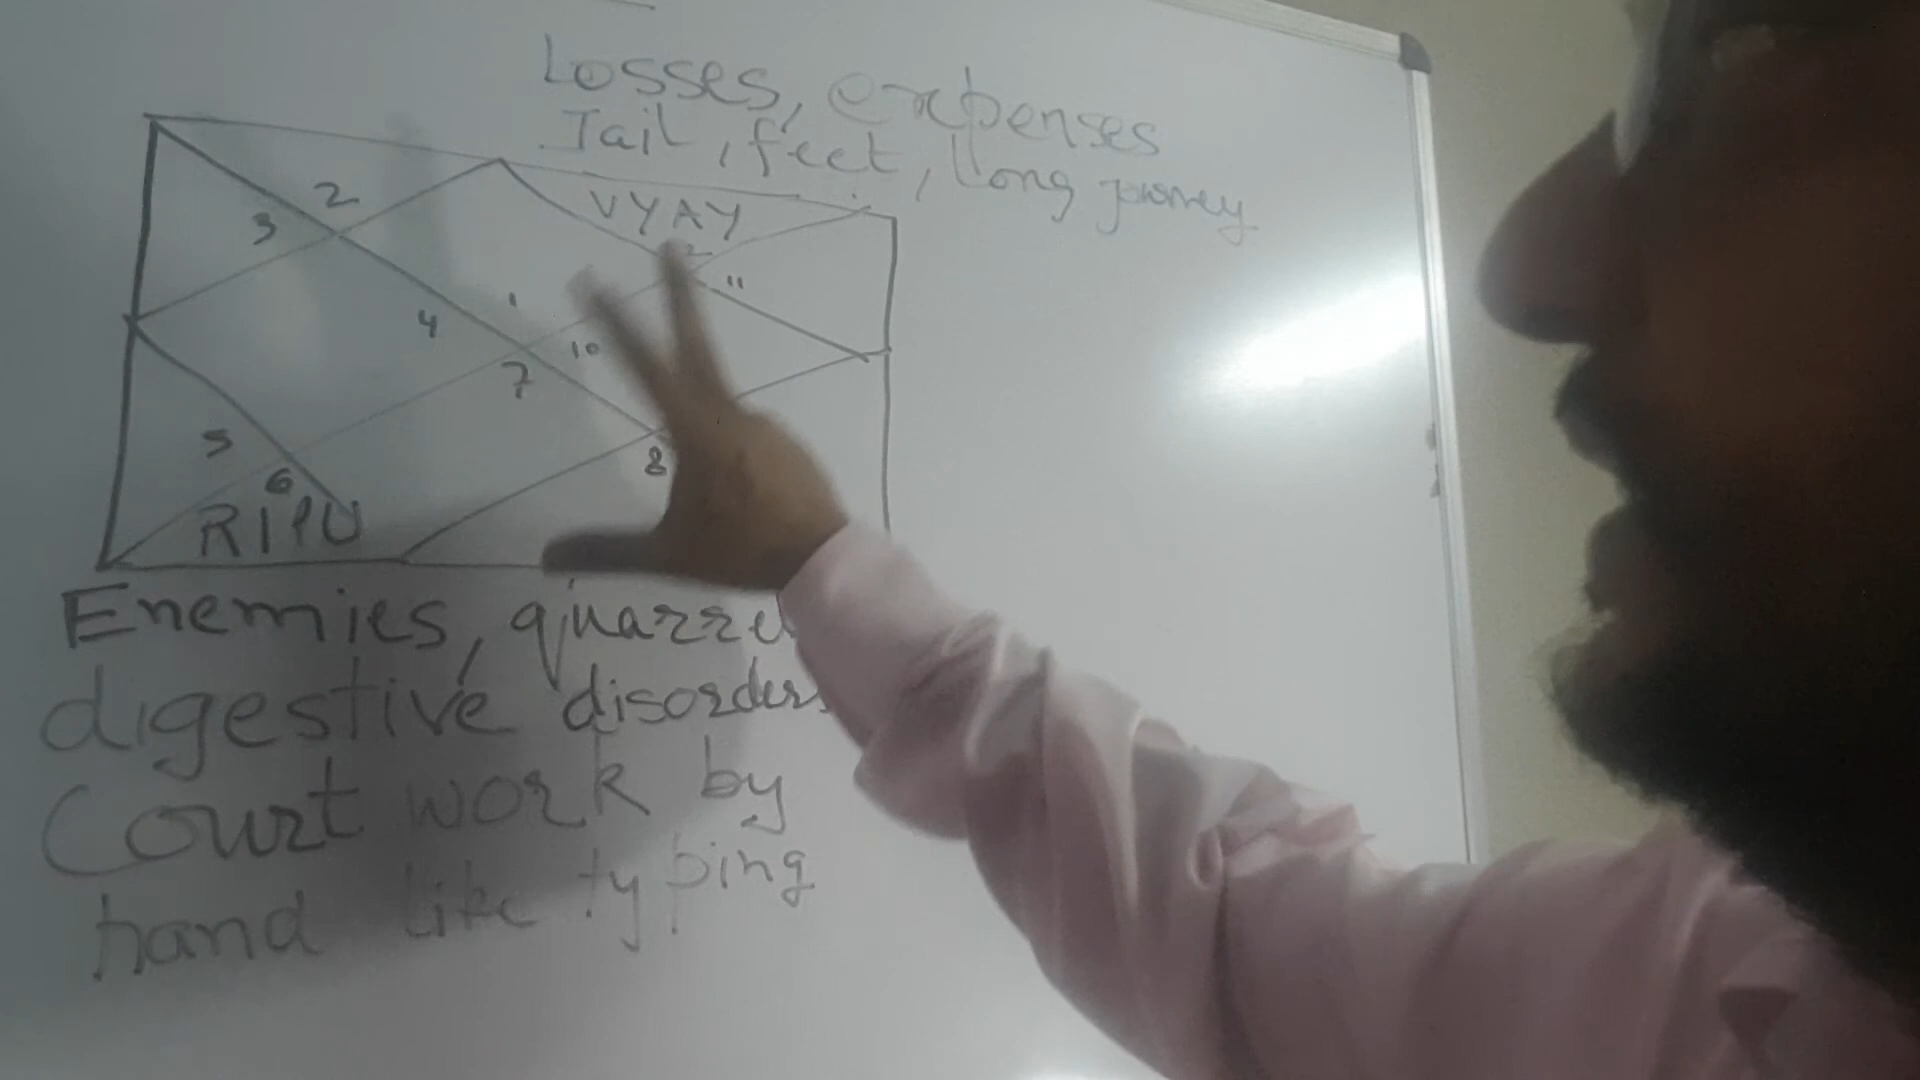 Losses, expenses
Jail, feet, long journey
VYAY
2
3
12
11
1
4
10
7
5
8
6
RIPU
Enemies, quarrel
digestive disorders
Court work by
hand like typing